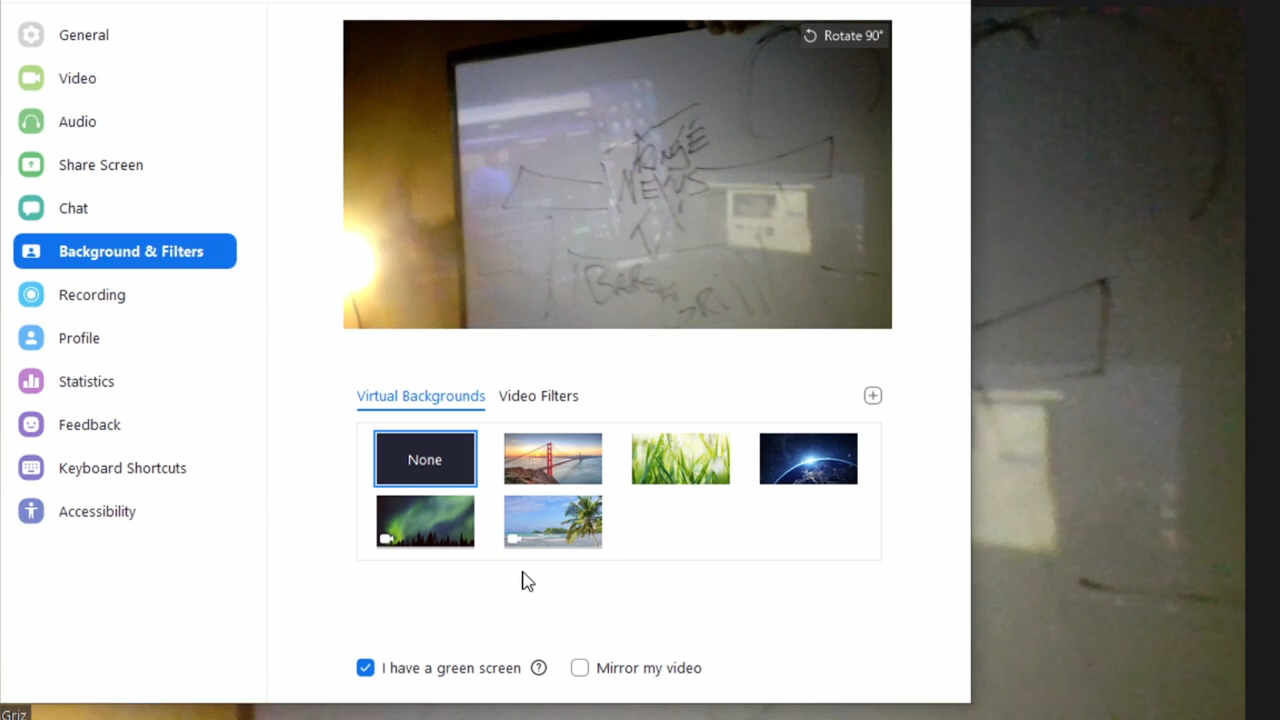 General
Video
Audio
Share Screen
Chat
Background & Filters
Recording
Profile
Statistics
Feedback
Keyboard Shortcuts
Accessibility
Rotate 90°
NEWS
Virtual Backgrounds
Video Filters
None
I have a green screen
Mirror my video
Griz